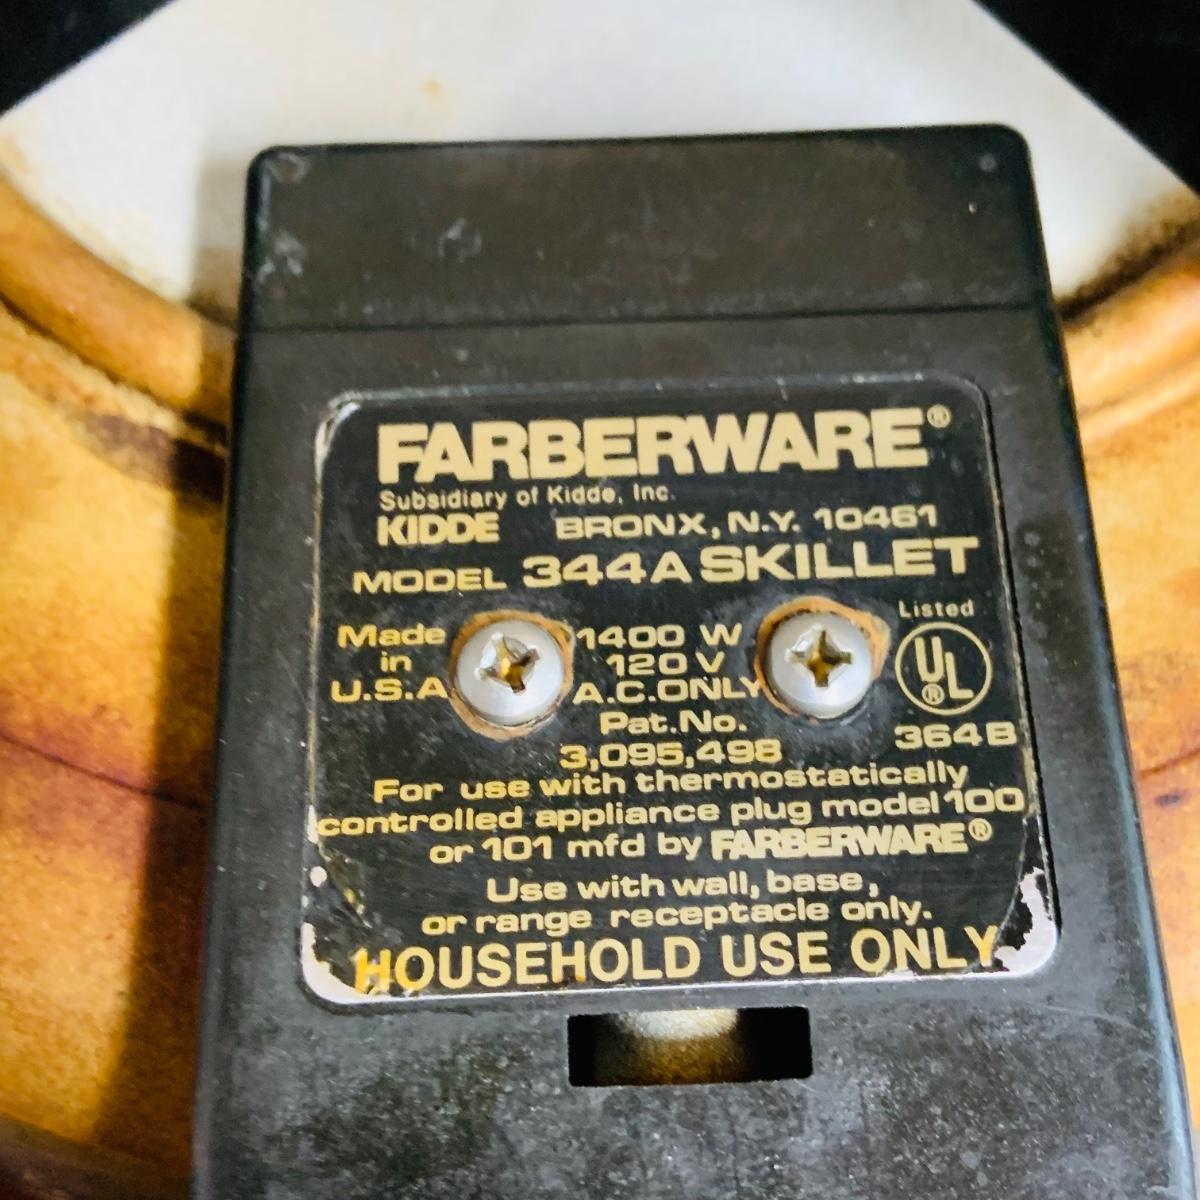 FARBERWARE®
Subsidiary of Kidde, Inc.
KIDDE BRONX, N.Y. 10461
MODEL 344A SKILLET
Made in U.S.A
1400 W
120 V
A.C.ONLY
Pat.No.
3,095,498
Listed
UL®
364B
For use with thermostatically
controlled appliance plug model 100
or 101 mfd by FARBERWARE®
Use with wall, base,
or range receptacle only.
HOUSEHOLD USE ONLY